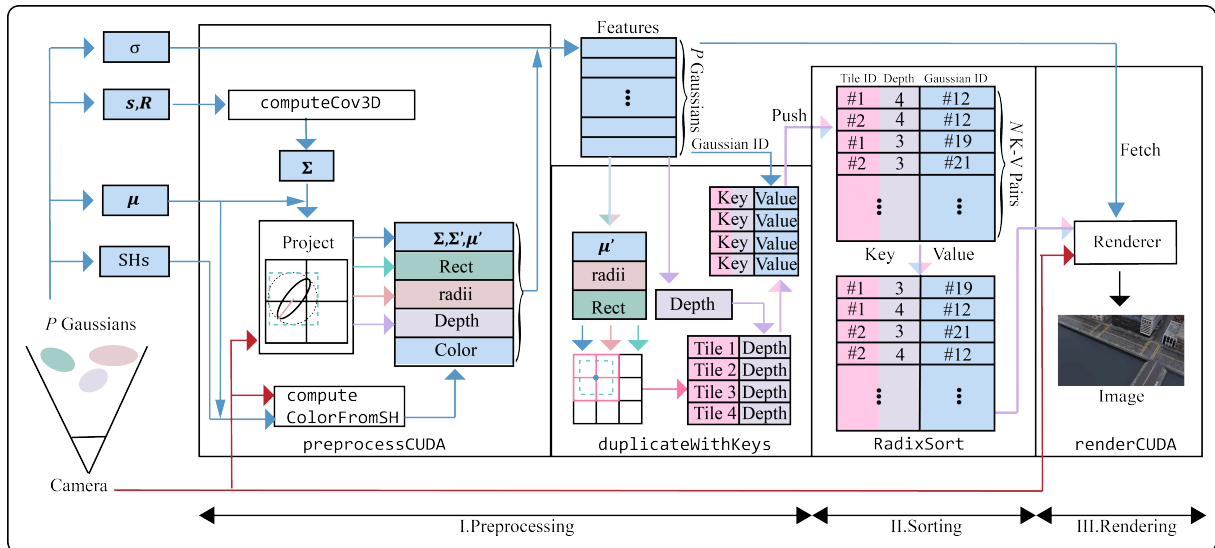 σ
s,R
μ
SHs
P Gaussians
Camera
computeCov3D
Σ
Project
Σ,Σ',μ'
Rect
radii
Depth
Color
compute
ColorFromSH
preprocessCUDA
Features
P Gaussians
Gaussian ID
μ'
radii
Rect
Depth
Key Value
Key Value
Key Value
Key Value
Tile 1 Depth
Tile 2 Depth
Tile 3 Depth
Tile 4 Depth
duplicateWithKeys
Push
Tile ID Depth Gaussian ID
#1 4 #12
#2 4 #12
#1 3 #19
#2 3 #21
N K-V Pairs
Key Value
#1 3 #19
#1 4 #12
#2 3 #21
#2 4 #12
RadixSort
Fetch
Renderer
Image
renderCUDA
I.Preprocessing
II.Sorting
III.Rendering